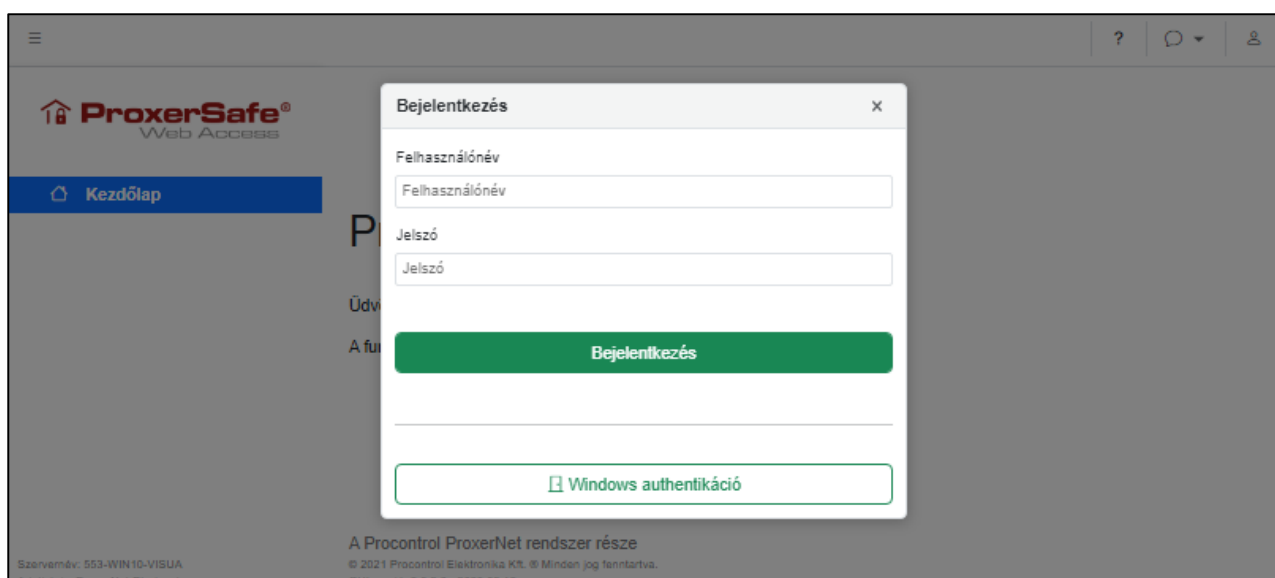 ?
ProxerSafe®
Web Access
Kezdőlap
Bejelentkezés
Felhasználónév
Felhasználónév
Jelszó
Jelszó
Bejelentkezés
Windows authentikáció
Üdv
A Procontrol ProxerNet rendszer része
Szervernév: 553-WIN10-VISUA
© 2021 Procontrol Elektronika Kft. ® Minden jog fenntartva.